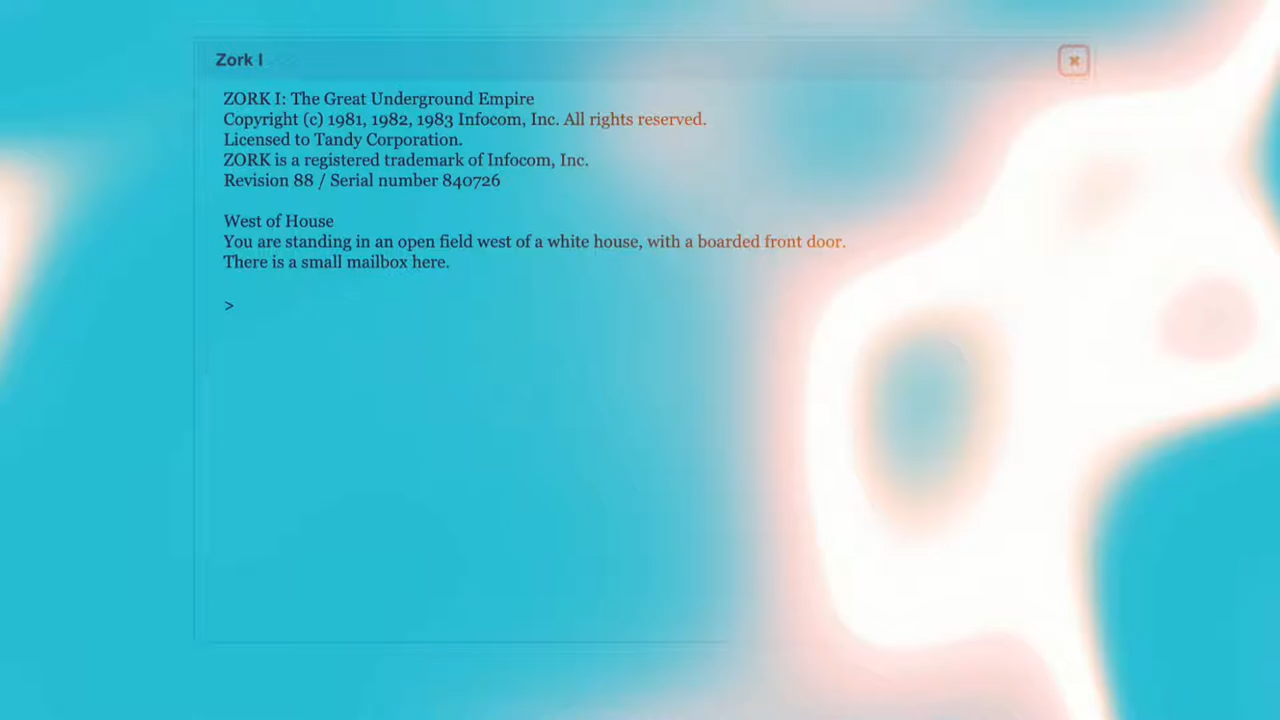 Zork I
ZORK I: The Great Underground Empire
Copyright (c) 1981, 1982, 1983 Infocom, Inc. All rights reserved.
Licensed to Tandy Corporation.
ZORK is a registered trademark of Infocom, Inc.
Revision 88 / Serial number 840726
West of House
You are standing in an open field west of a white house, with a boarded front door.
There is a small mailbox here.
>